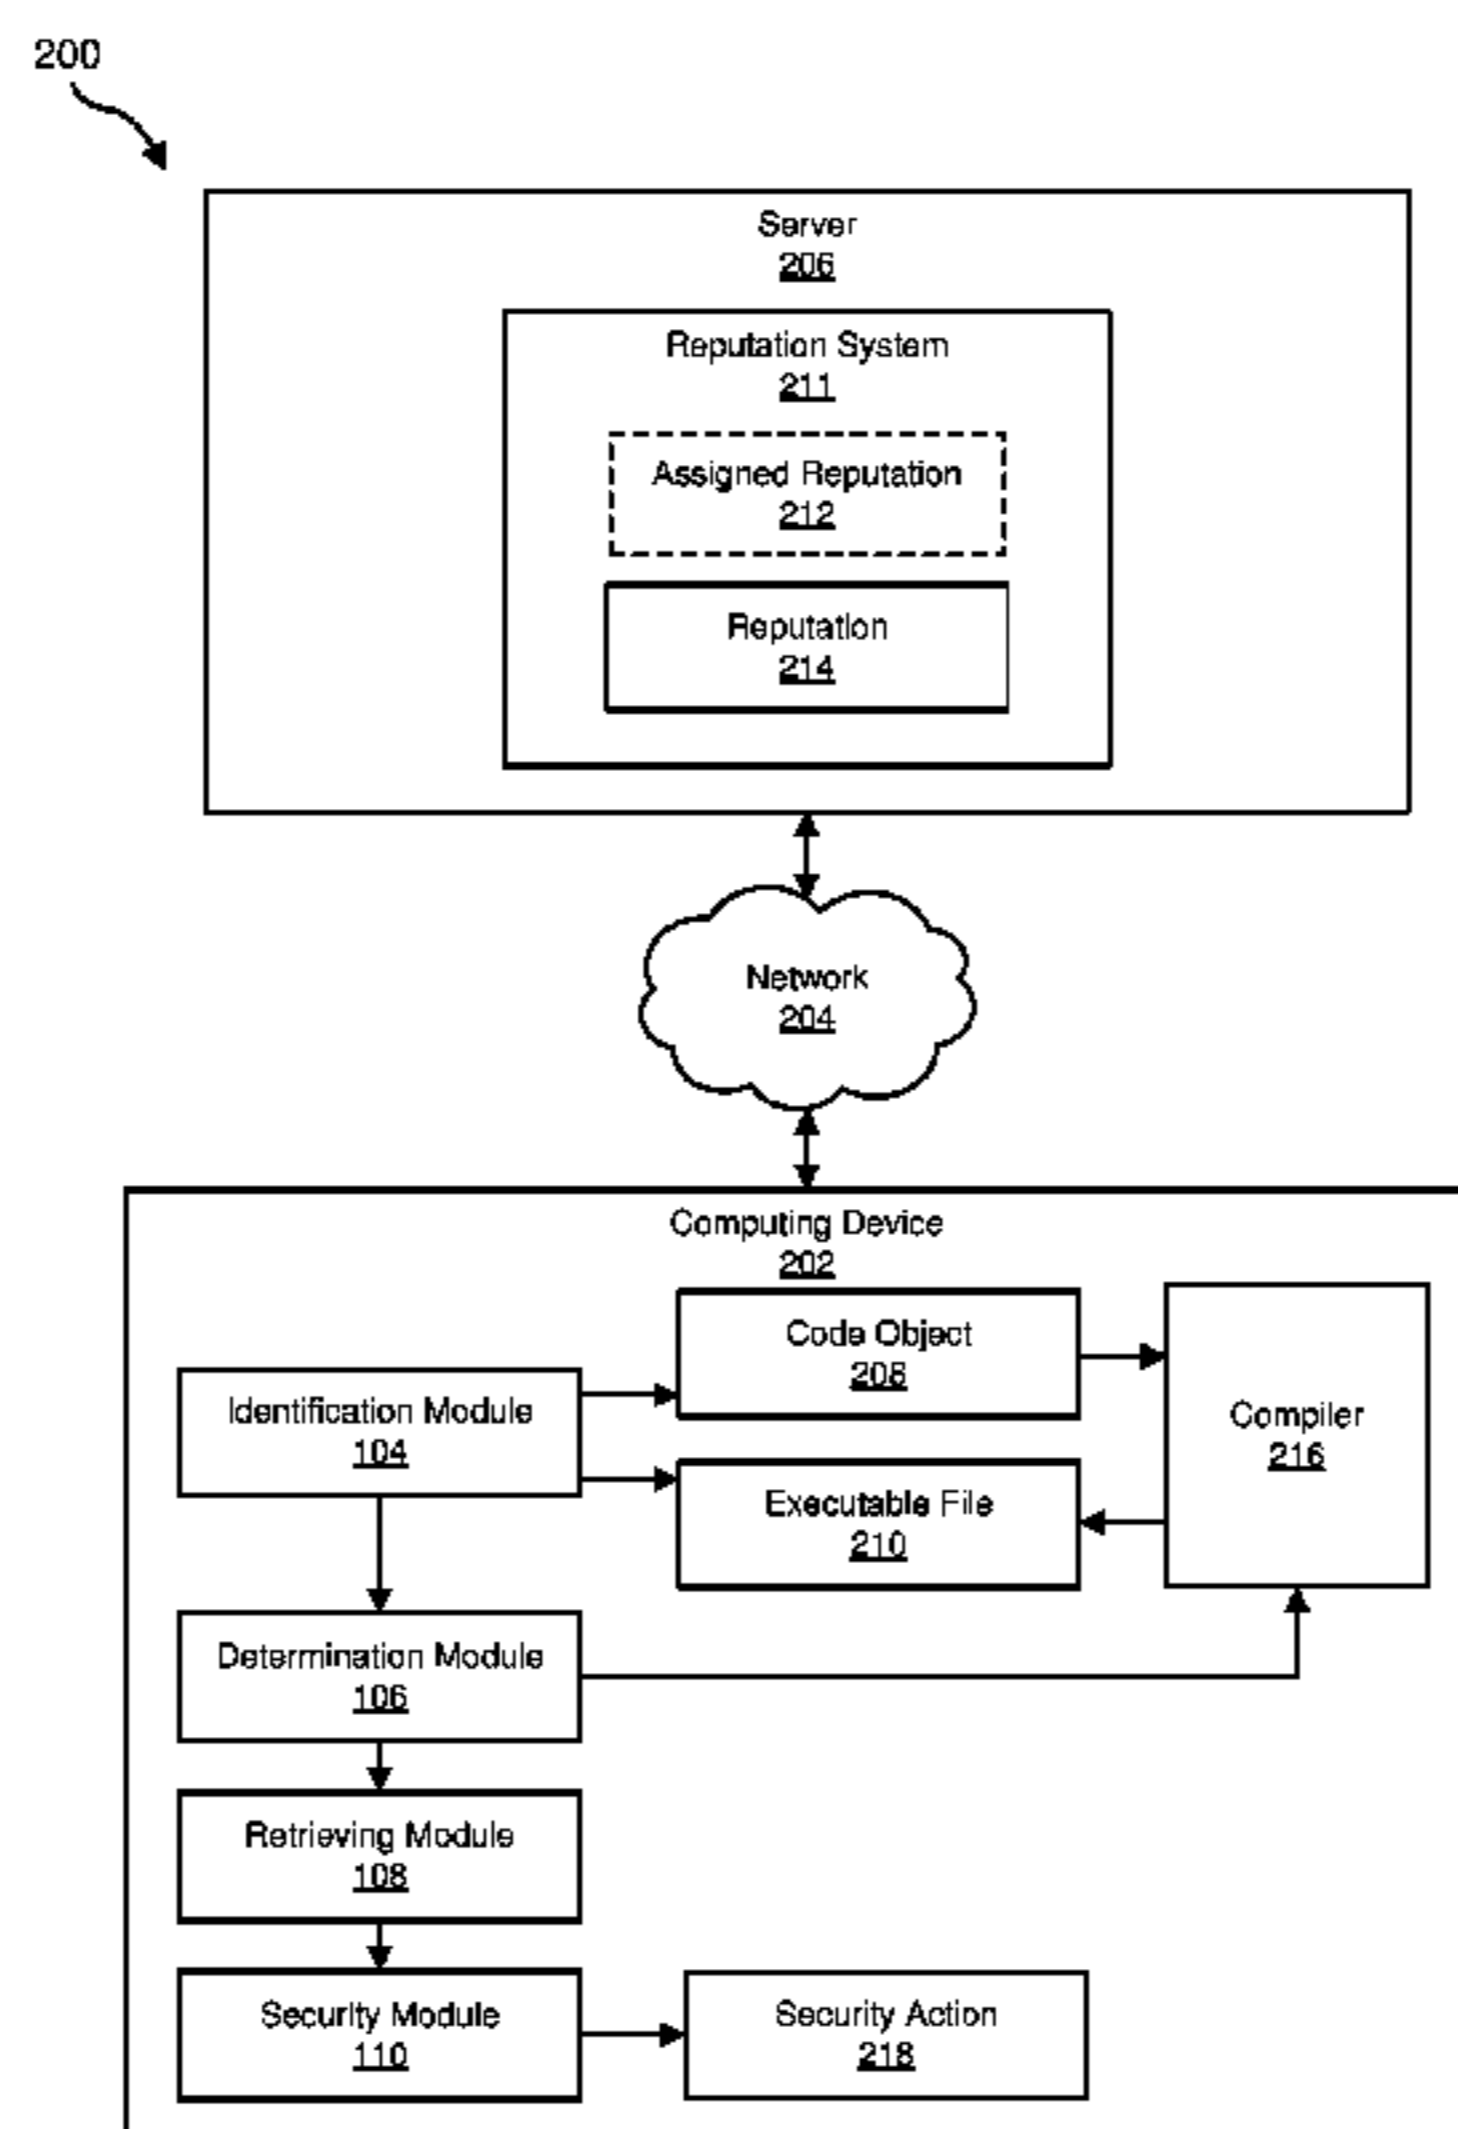 200
Server
206
Reputation System
211
Assigned Reputation
212
Reputation
214
Network
204
Computing Device
202
Code Object
208
Identification Module
104
Compiler
216
Executable File
210
Determination Module
106
Retrieving Module
108
Security Module
110
Security Action
218